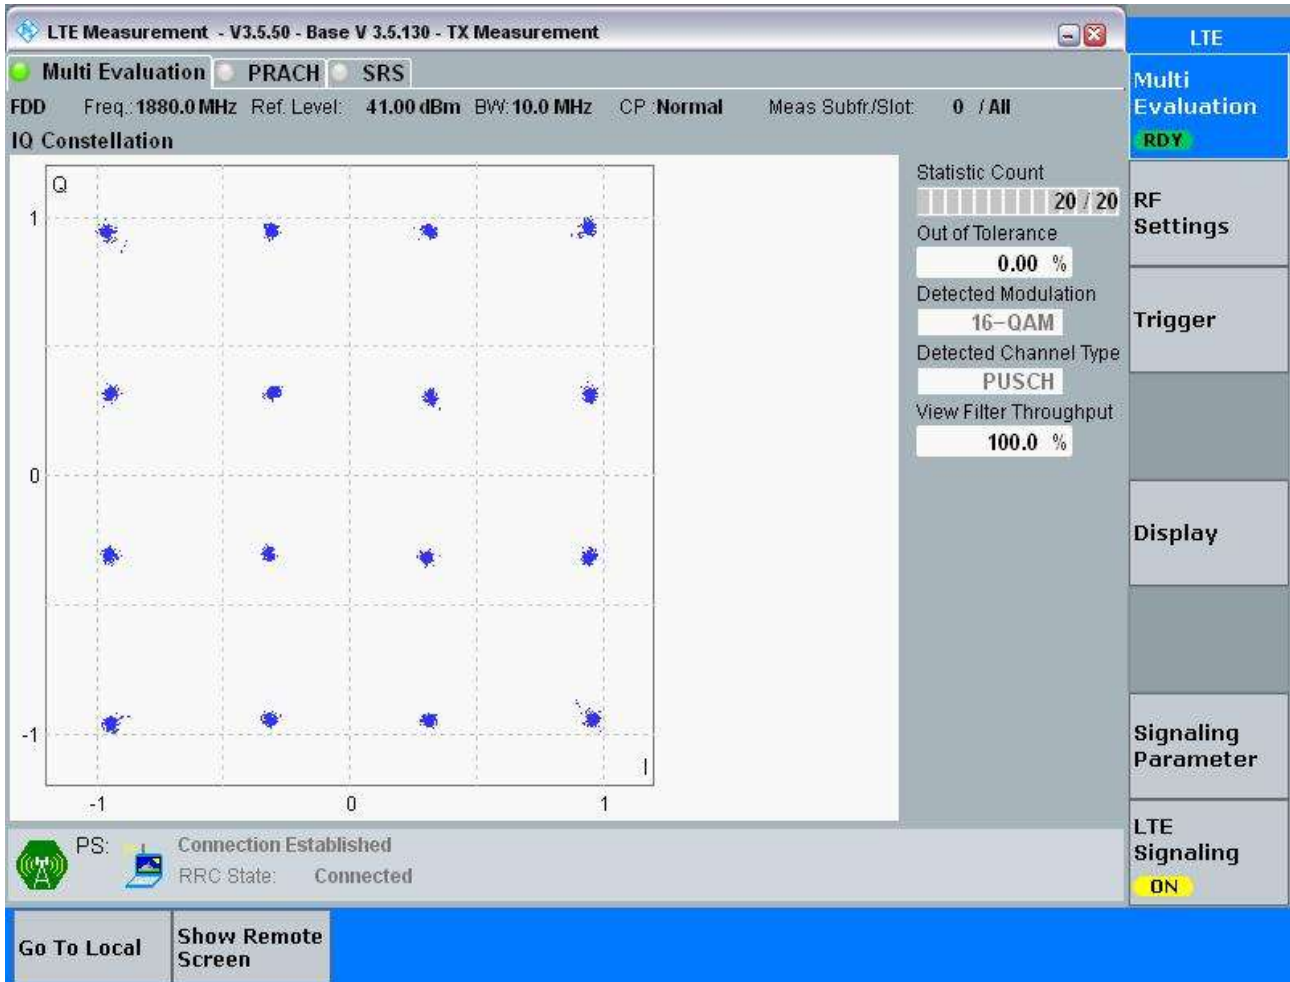 LTE Measurement - V3.5.50 - Base V 3.5.130 - TX Measurement
Multi Evaluation PRACH SRS
FDD Freq.: 1880.0 MHz Ref. Level: 41.00 dBm BW: 10.0 MHz CP :Normal Meas Subfr./Slot: 0 / All
IQ Constellation
Q
1
0
-1
I
-1 0 1
Statistic Count
20 / 20
Out of Tolerance
0.00 %
Detected Modulation
16-QAM
Detected Channel Type
PUSCH
View Filter Throughput
100.0 %
PS: Connection Established
RRC State: Connected
LTE
Multi
Evaluation
RDY
RF
Settings
Trigger
Display
Signaling
Parameter
LTE
Signaling
ON
Go To Local
Show Remote
Screen